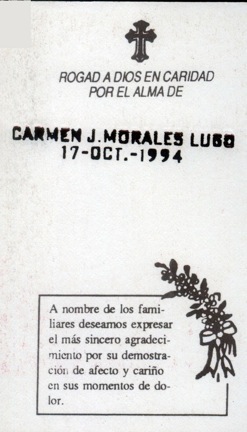 ROGAD A DIOS EN CARIDAD
POR EL ALMA DE
CARMEN J. MORALES LUGO
17-OCT.-1994
A nombre de los fami-
liares deseamos expresar
el más sincero agradeci-
miento por su demostra-
ción de afecto y cariño
en sus momentos de do-
lor.